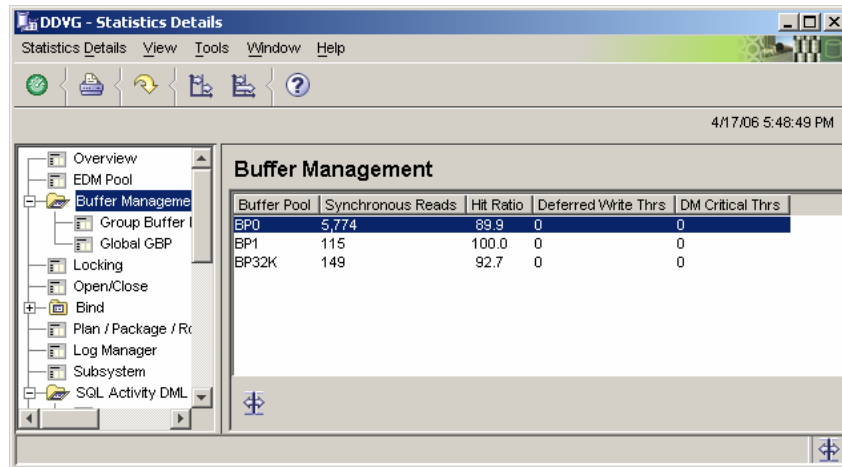 DDVG - Statistics Details
Statistics Details View Tools Window Help
4/17/06 5:48:49 PM
Overview
EDM Pool
Buffer Manageme
Group Buffer
Global GBP
Locking
Open/Close
Bind
Plan / Package / Ro
Log Manager
Subsystem
SQL Activity DML
Buffer Management
Buffer Pool Synchronous Reads Hit Ratio Deferred Write Thrs DM Critical Thrs
BP0 5,774 89.9 0 0
BP1 115 100.0 0 0
BP32K 149 92.7 0 0